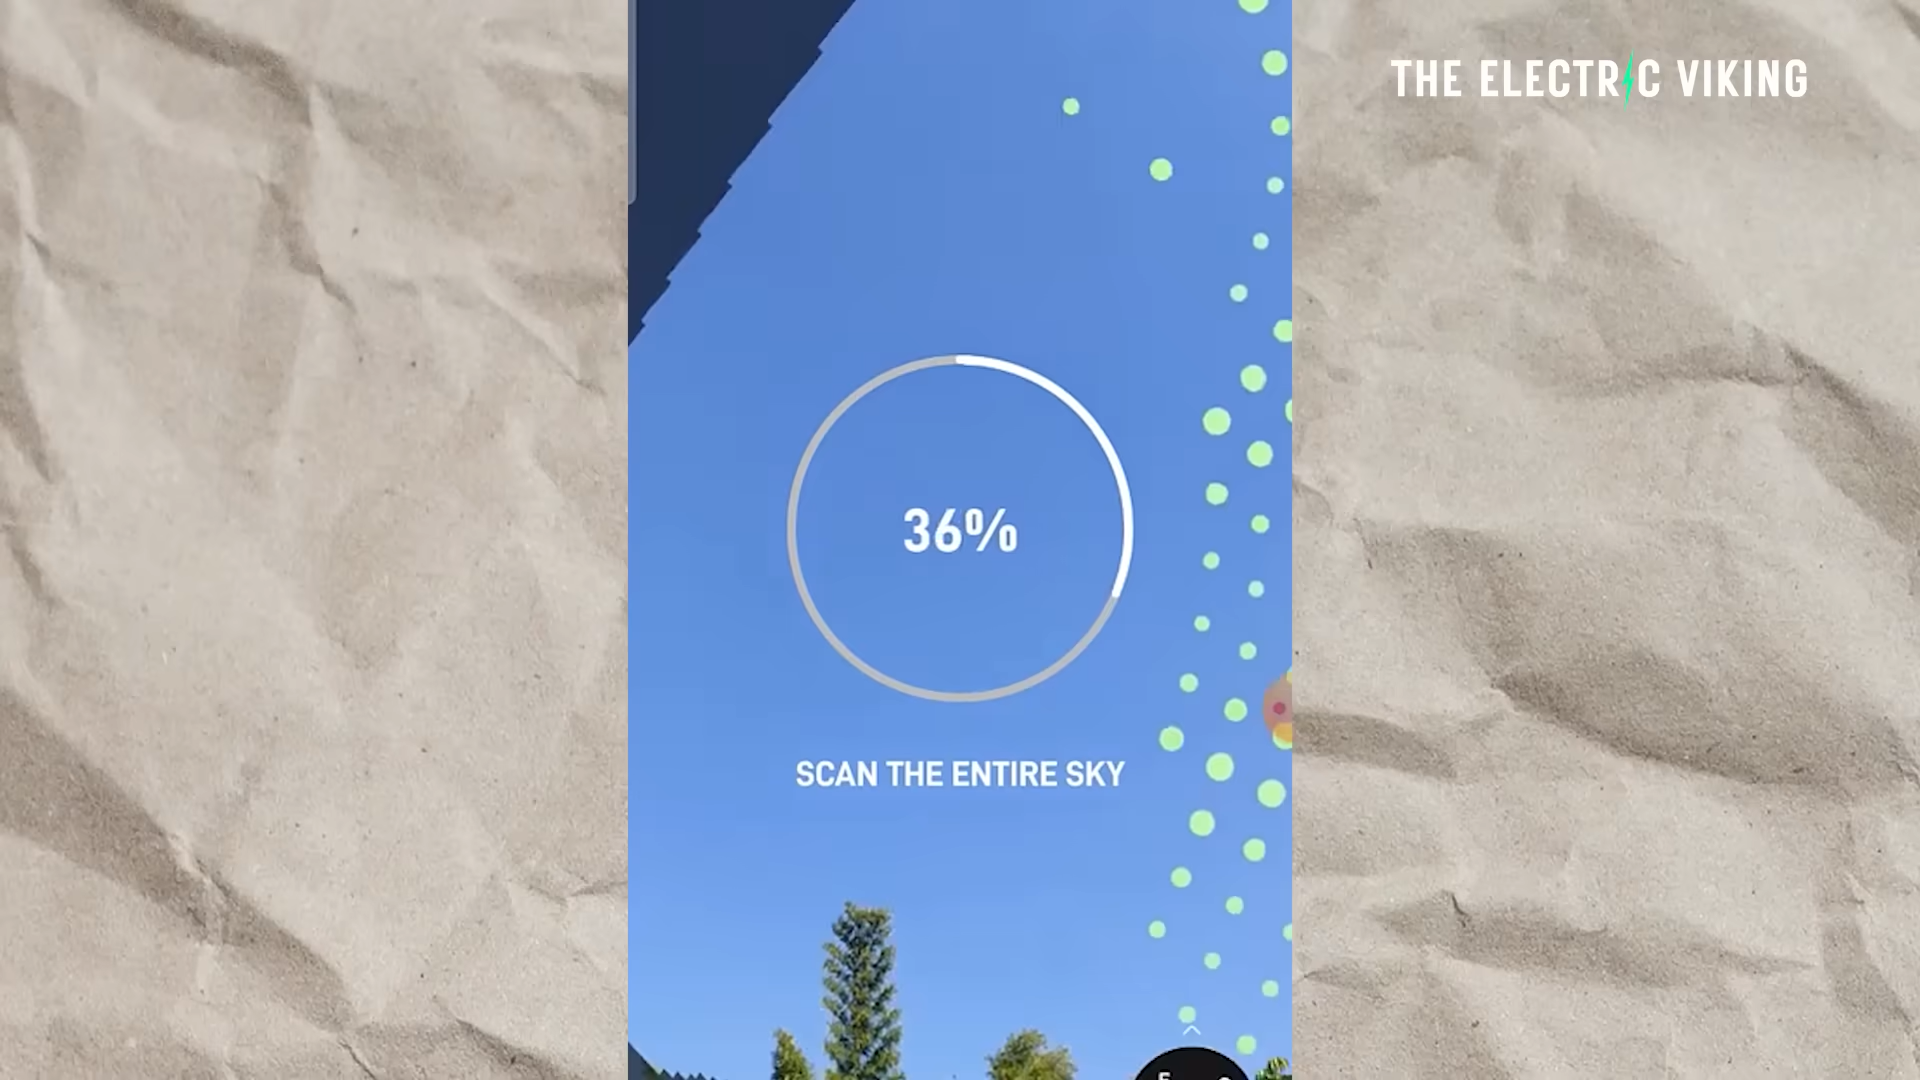 THE ELECTRIC VIKING
36%
SCAN THE ENTIRE SKY